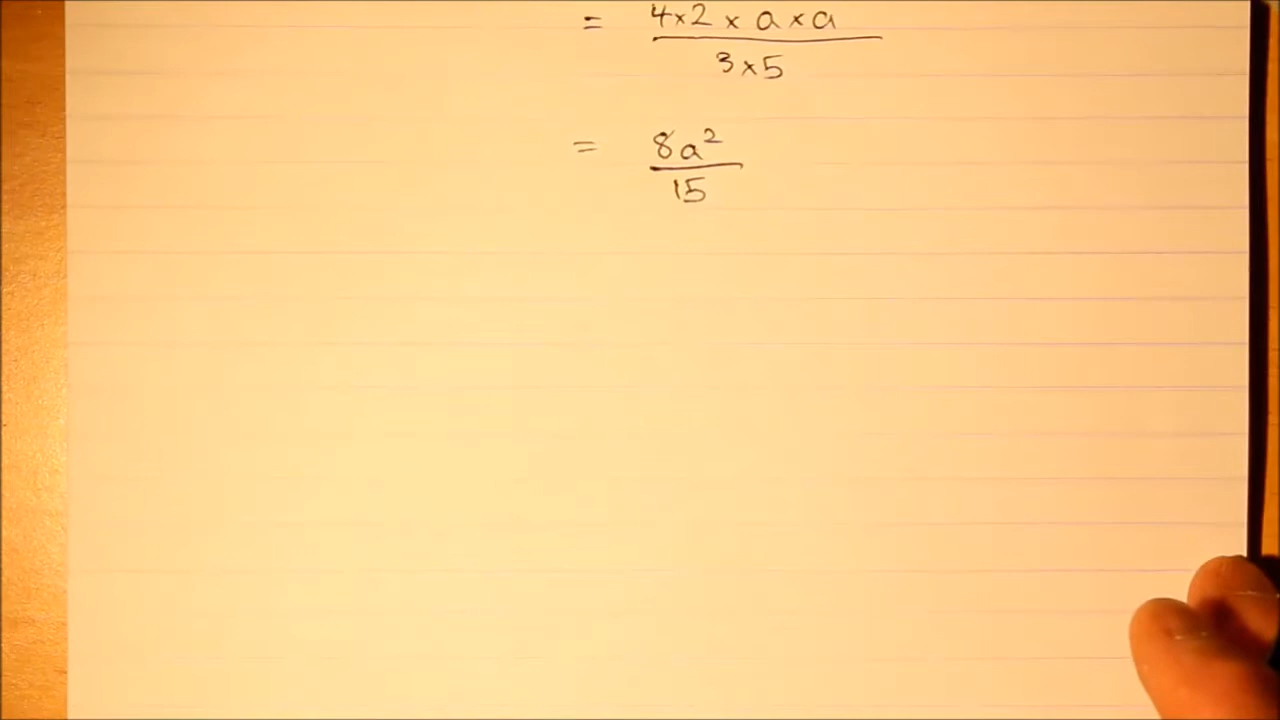 = 4×2 × a × a
3×5
= 8a²
15